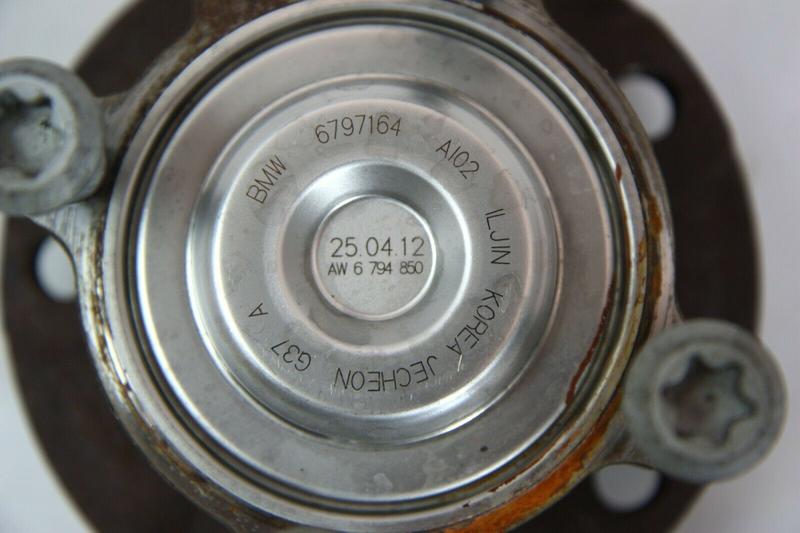 BMW 6797164 AI02 ILJIN KOREA JECHEON G37 A
25.04.12
AW 6 794 850